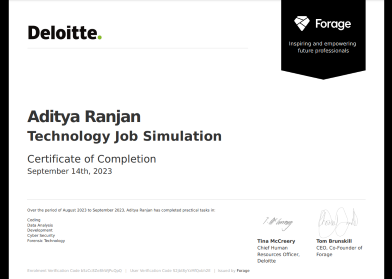 Deloitte.
Forage
Inspiring and empowering
future professionals
Aditya Ranjan
Technology Job Simulation
Certificate of Completion
September 14th, 2023
Over the period of August 2023 to September 2023, Aditya Ranjan has completed practical tasks in:
Coding
Data Analysis
Development
Cyber Security
Forensic Technology
Tina McCreery
Chief Human
Resources Officer,
Deloitte
Tom Brunskill
CEO, Co-Founder of
Forage
Enrolment Verification Code | User Verification Code | Issued by Forage